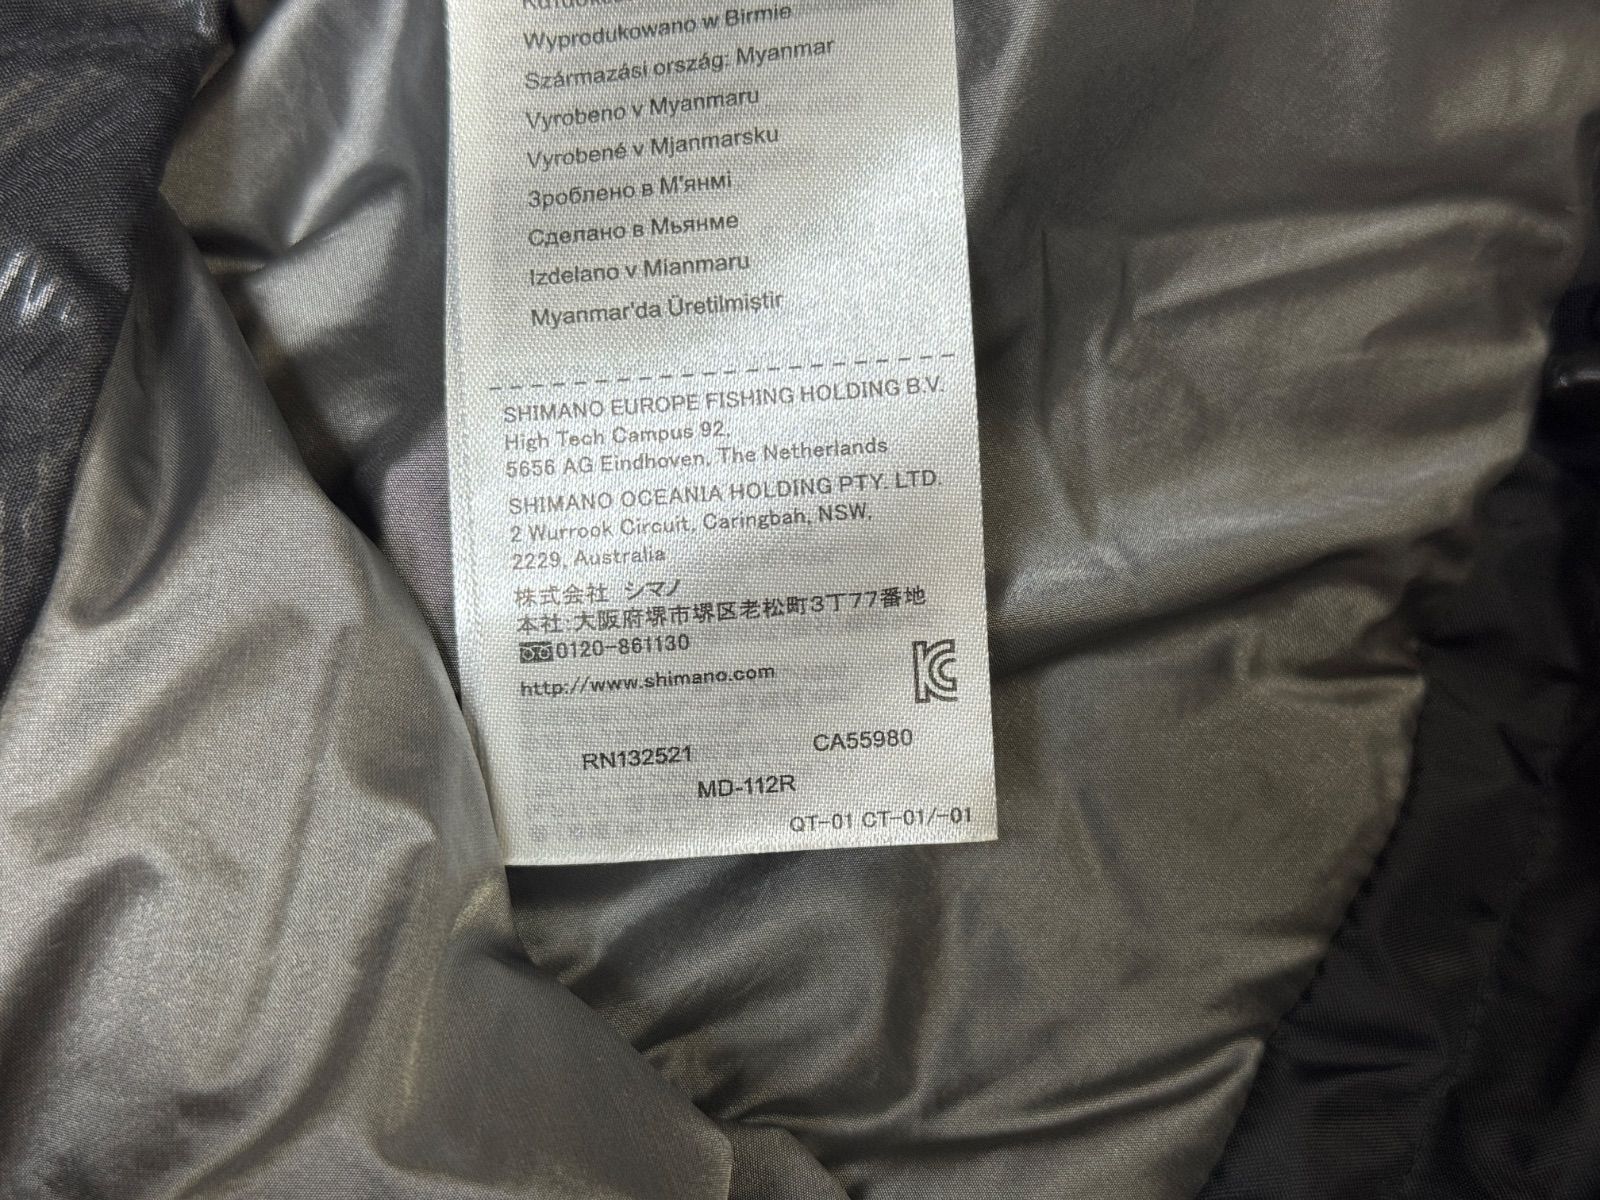 Wyprodukowano w Birmie
Származási ország: Myanmar
Vyrobeno v Myanmaru
Vyrobené v Mjanmarsku
Зроблено в М'янмі
Сделано в Мьянме
Izdelano v Mianmaru
Myanmar'da Üretilmiştir
SHIMANO EUROPE FISHING HOLDING B.V.
High Tech Campus 92,
5656 AG Eindhoven, The Netherlands
SHIMANO OCEANIA HOLDING PTY. LTD.
2 Wurrook Circuit, Caringbah, NSW,
2229, Australia
株式会社 シマノ
本社:大阪府堺市堺区老松町3丁77番地
0120-861130
http://www.shimano.com
RN132521 CA55980
MD-112R
QT-01 CT-01/-01